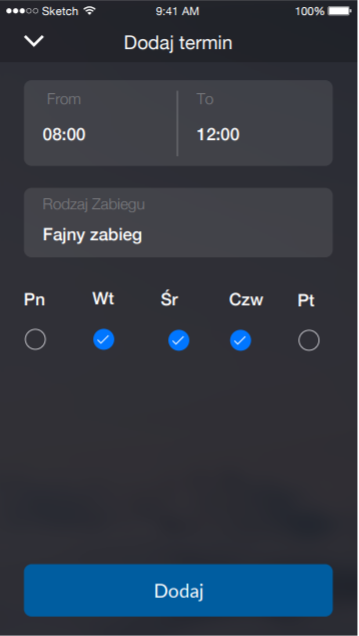 Sketch 9:41 AM 100%
Dodaj termin
From To
08:00 12:00
Rodzaj Zabiegu
Fajny zabieg
Pn Wt Śr Czw Pt
Dodaj